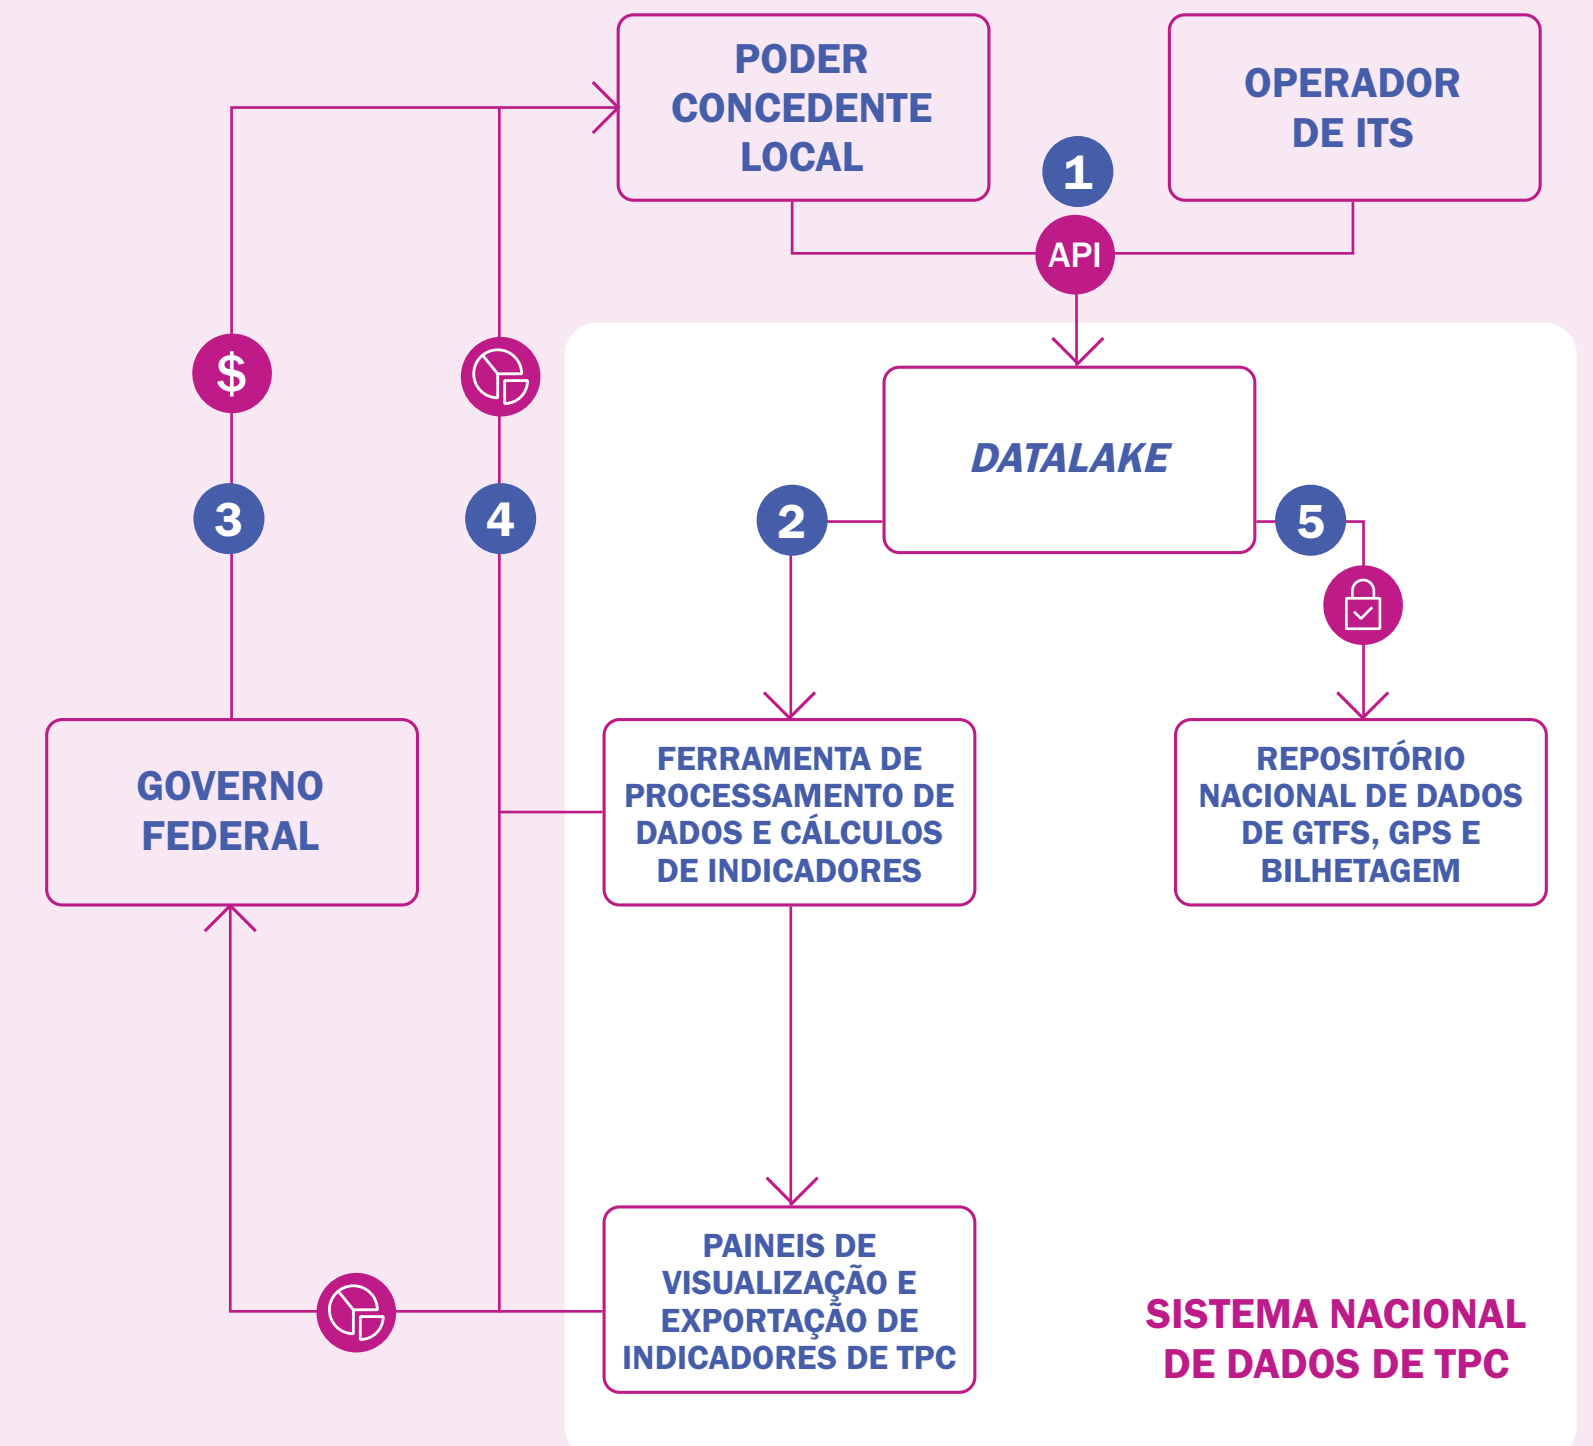 PODER
CONCEDENTE
LOCAL
OPERADOR
DE ITS
1
API
$
DATALAKE
3
4
2
5
GOVERNO
FEDERAL
FERRAMENTA DE
PROCESSAMENTO DE
DADOS E CÁLCULOS
DE INDICADORES
REPOSITÓRIO
NACIONAL DE DADOS
DE GTFS, GPS E
BILHETAGEM
PAINEIS DE
VISUALIZAÇÃO E
EXPORTAÇÃO DE
INDICADORES DE TPC
SISTEMA NACIONAL
DE DADOS DE TPC